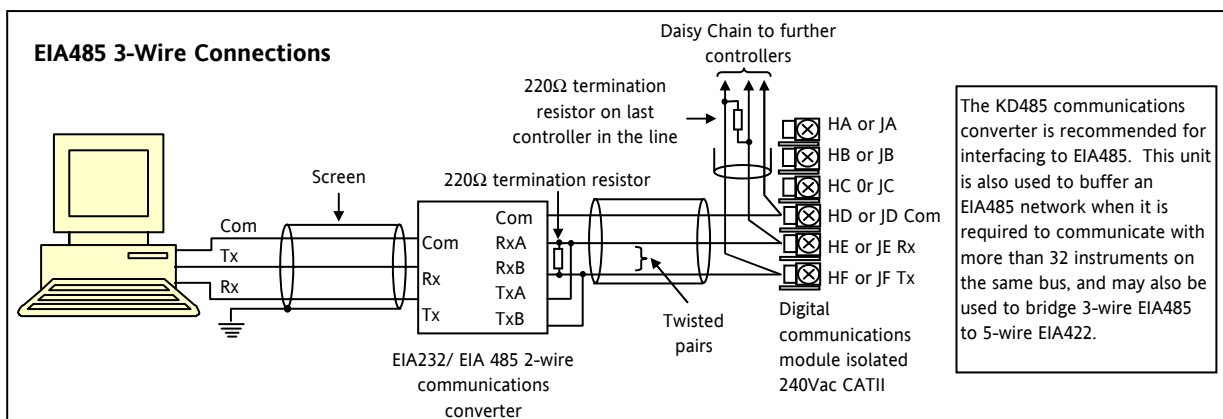 EIA485 3-Wire Connections
Daisy Chain to further
controllers
220Ω termination
resistor on last
controller in the line
Screen
220Ω termination resistor
Com
Tx
Rx
Com
Rx
Tx
Com
RxA
RxB
TxA
TxB
EIA232/ EIA 485 2-wire
communications
converter
Twisted
pairs
HA or JA
HB or JB
HC 0r JC
HD or JD Com
HE or JE Rx
HF or JF Tx
Digital
communications
module isolated
240Vac CATII
The KD485 communications
converter is recommended for
interfacing to EIA485. This unit
is also used to buffer an
EIA485 network when it is
required to communicate with
more than 32 instruments on
the same bus, and may also be
used to bridge 3-wire EIA485
to 5-wire EIA422.